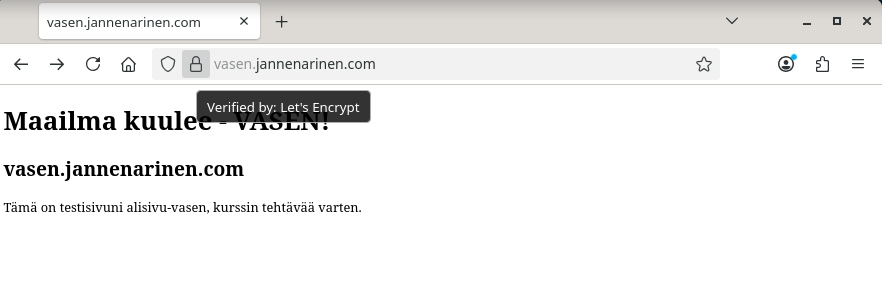 vasen.jannenarinen.com
vasen.jannenarinen.com
Verified by: Let's Encrypt
Maailma kuulee - VASEN!
vasen.jannenarinen.com
Tämä on testisivuni alisivu-vasen, kurssin tehtävää varten.